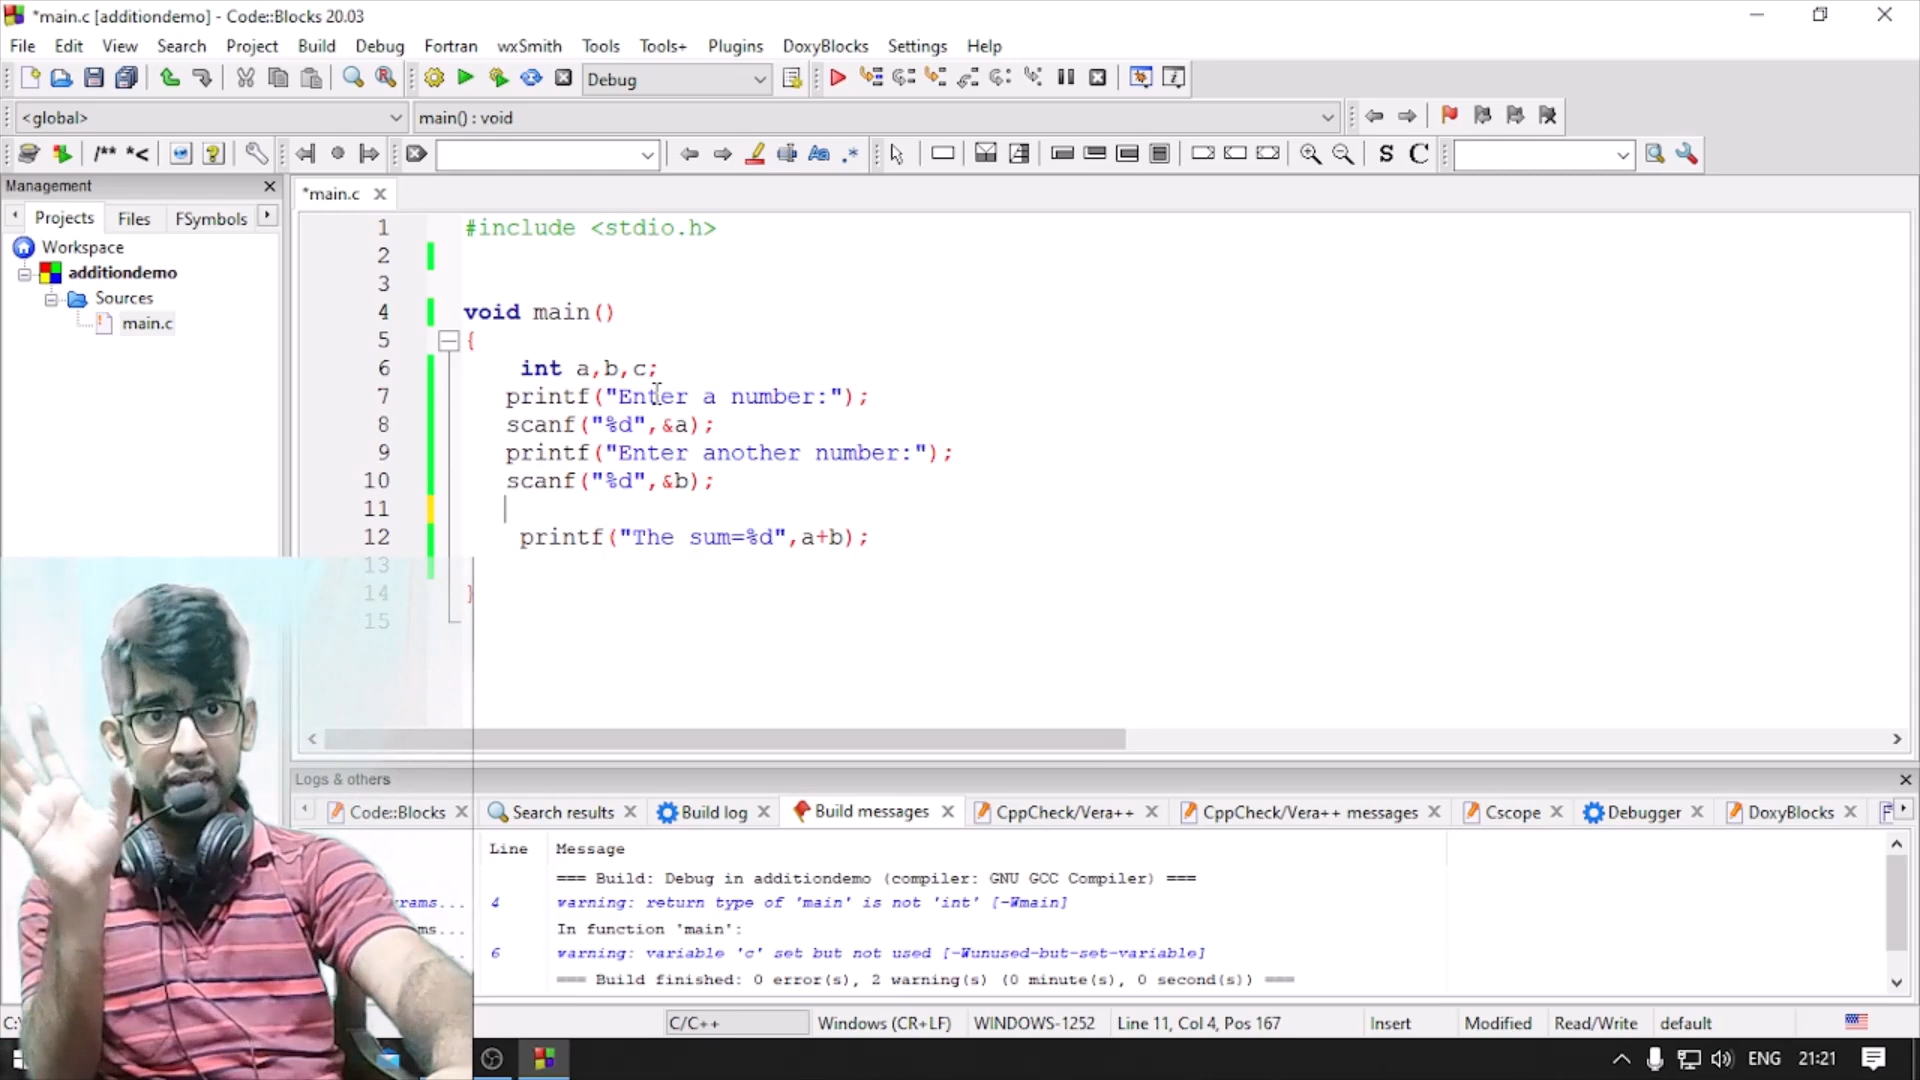 *main.c [additiondemo] - Code::Blocks 20.03
File Edit View Search Project Build Debug Fortran wxSmith Tools Tools+ Plugins DoxyBlocks Settings Help
Debug
<global> main() : void
/** *< Aa .* S C
Management
Projects Files FSymbols
Workspace
additiondemo
Sources
main.c
*main.c
1 #include <stdio.h>
2
3
4 void main()
5 {
6 int a,b,c;
7 printf("Enter a number:");
8 scanf("%d",&a);
9 printf("Enter another number:");
10 scanf("%d",&b);
11
12 printf("The sum=%d",a+b);
13
14 }
15
Logs & others
Code::Blocks Search results Build log Build messages CppCheck/Vera++ CppCheck/Vera++ messages Cscope Debugger DoxyBlocks F
Line Message
=== Build: Debug in additiondemo (compiler: GNU GCC Compiler) ===
rams... 4 warning: return type of 'main' is not 'int' [-Wmain]
ms... In function 'main':
6 warning: variable 'c' set but not used [-Wunused-but-set-variable]
=== Build finished: 0 error(s), 2 warning(s) (0 minute(s), 0 second(s)) ===
C:\ C/C++ Windows (CR+LF) WINDOWS-1252 Line 11, Col 4, Pos 167 Insert Modified Read/Write default
ENG 21:21